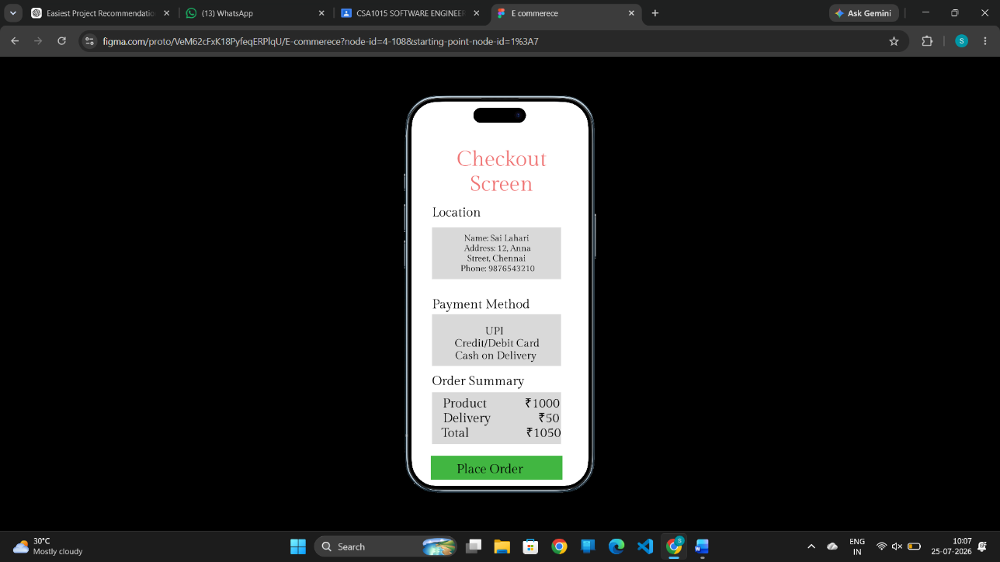 Easiest Project Recommendatio
(13) WhatsApp
CSA1015 SOFTWARE ENGINEER
E commerece
Ask Gemini
figma.com/proto/VeM62cFxK18PyfeqERPlqU/E-commerece?node-id=4-108&starting-point-node-id=1%3A7
S
Checkout
Screen
Location
Name: Sai Lahari
Address: 12, Anna
Street, Chennai
Phone: 9876543210
Payment Method
UPI
Credit/Debit Card
Cash on Delivery
Order Summary
Product ₹1000
Delivery ₹50
Total ₹1050
Place Order
30°C
Mostly cloudy
Search
S
ENG
IN
10:07
25-07-2026